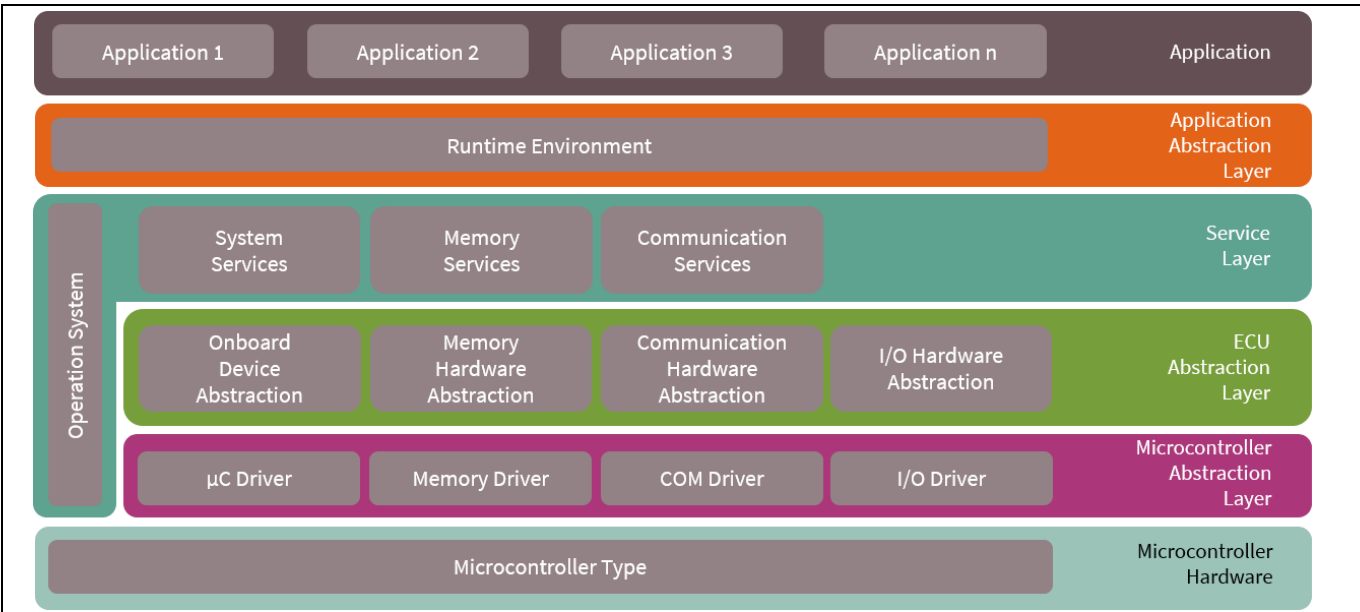 Application 1
Application 2
Application 3
Application n
Application
Runtime Environment
Application
Abstraction
Layer
Operation System
System
Services
Memory
Services
Communication
Services
Service
Layer
Onboard
Device
Abstraction
Memory
Hardware
Abstraction
Communication
Hardware
Abstraction
I/O Hardware
Abstraction
ECU
Abstraction
Layer
µC Driver
Memory Driver
COM Driver
I/O Driver
Microcontroller
Abstraction
Layer
Microcontroller Type
Microcontroller
Hardware